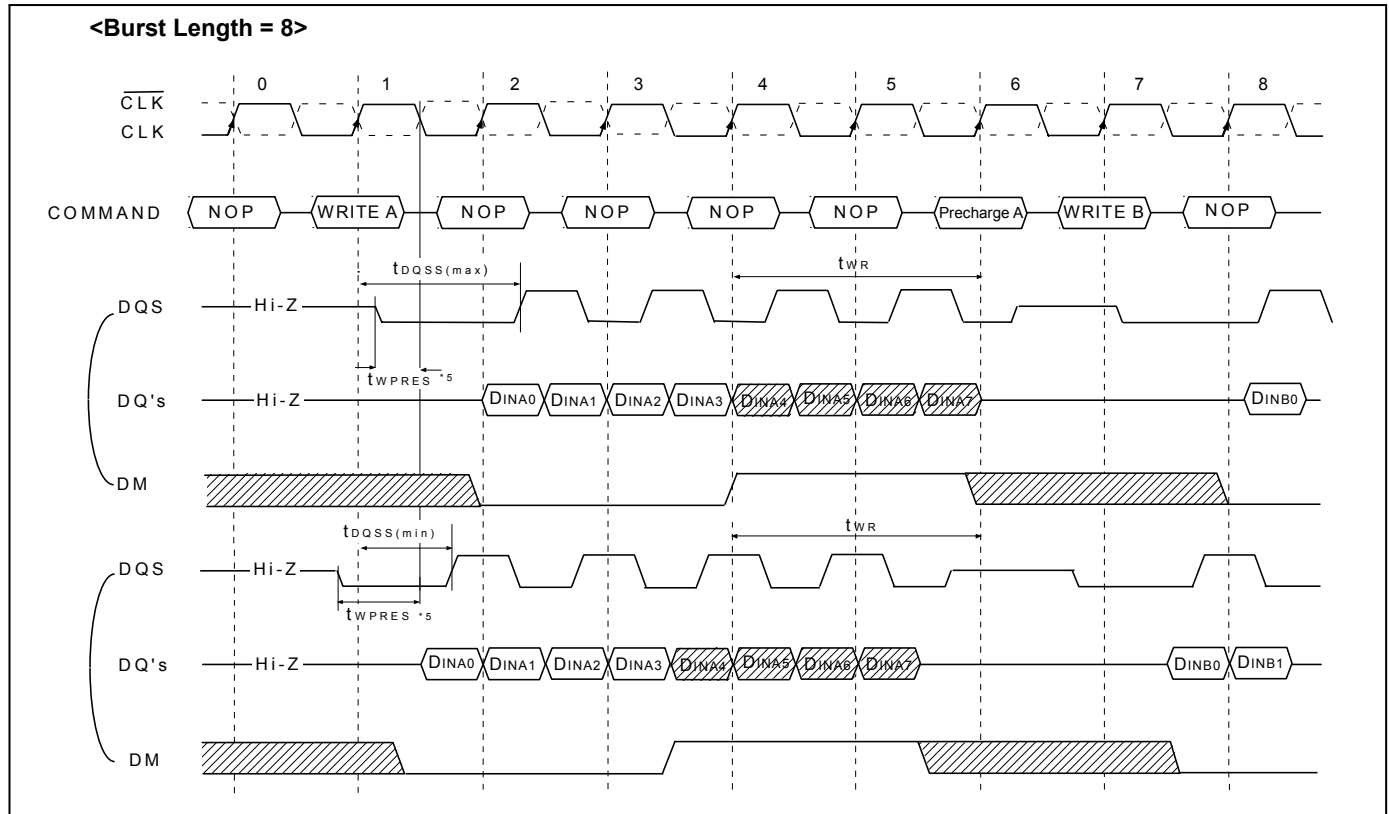 <Burst Length = 8>
0 1 2 3 4 5 6 7 8
CLK
CLK
COMMAND NOP WRITE A NOP NOP NOP NOP Precharge A WRITE B NOP
tDQSS(max) tWR
DQS Hi-Z
tWPRES *5
DQ's Hi-Z DINA0 DINA1 DINA2 DINA3 DINA4 DINA5 DINA6 DINA7 DINB0
DM
tDQSS(min) tWR
DQS Hi-Z
tWPRES *5
DQ's Hi-Z DINA0 DINA1 DINA2 DINA3 DINA4 DINA5 DINA6 DINA7 DINB0 DINB1
DM